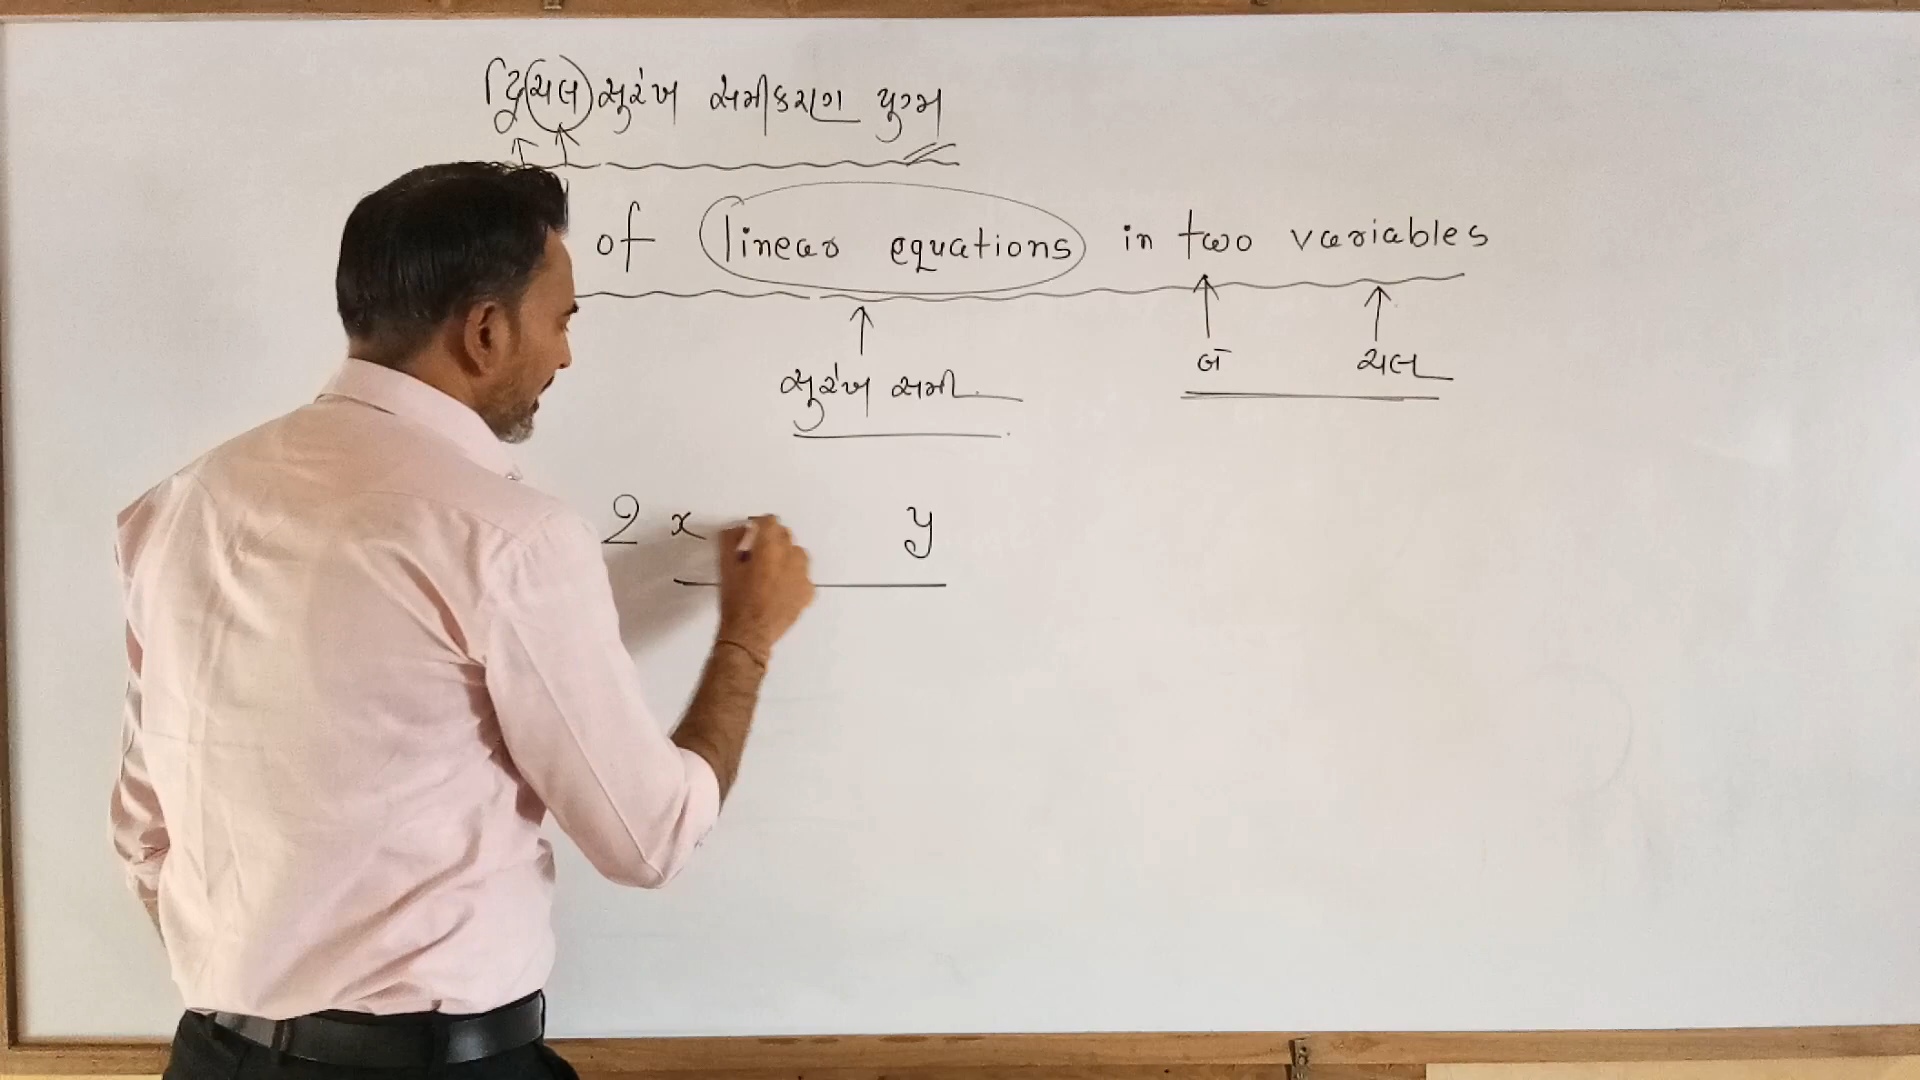 દ્વિચલ સુરેખ સમીકરણ યુગ્મ
of linear equations in two variables
બે ચલ
સુરેખ સમી.
2x y